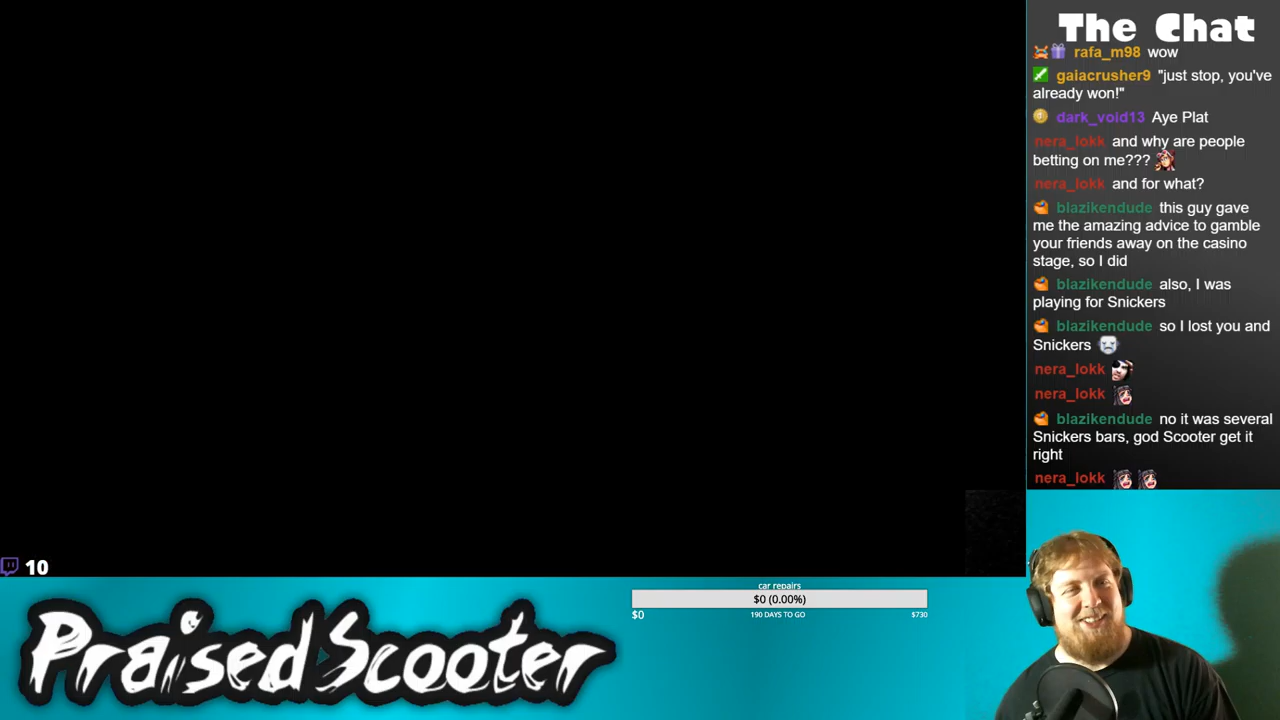 The Chat
rafa_m98 wow
gaiacrusher9 "just stop, you've
already won!"
dark_void13 Aye Plat
nera_lokk and why are people
betting on me???
nera_lokk and for what?
blazikendude this guy gave
me the amazing advice to gamble
your friends away on the casino
stage, so I did
blazikendude also, I was
playing for Snickers
blazikendude so I lost you and
Snickers
nera_lokk
nera_lokk
blazikendude no it was several
Snickers bars, god Scooter get it
right
nera_lokk
10
car repairs
$0 (0.00%)
$0 190 DAYS TO GO $730
PraisedScooter